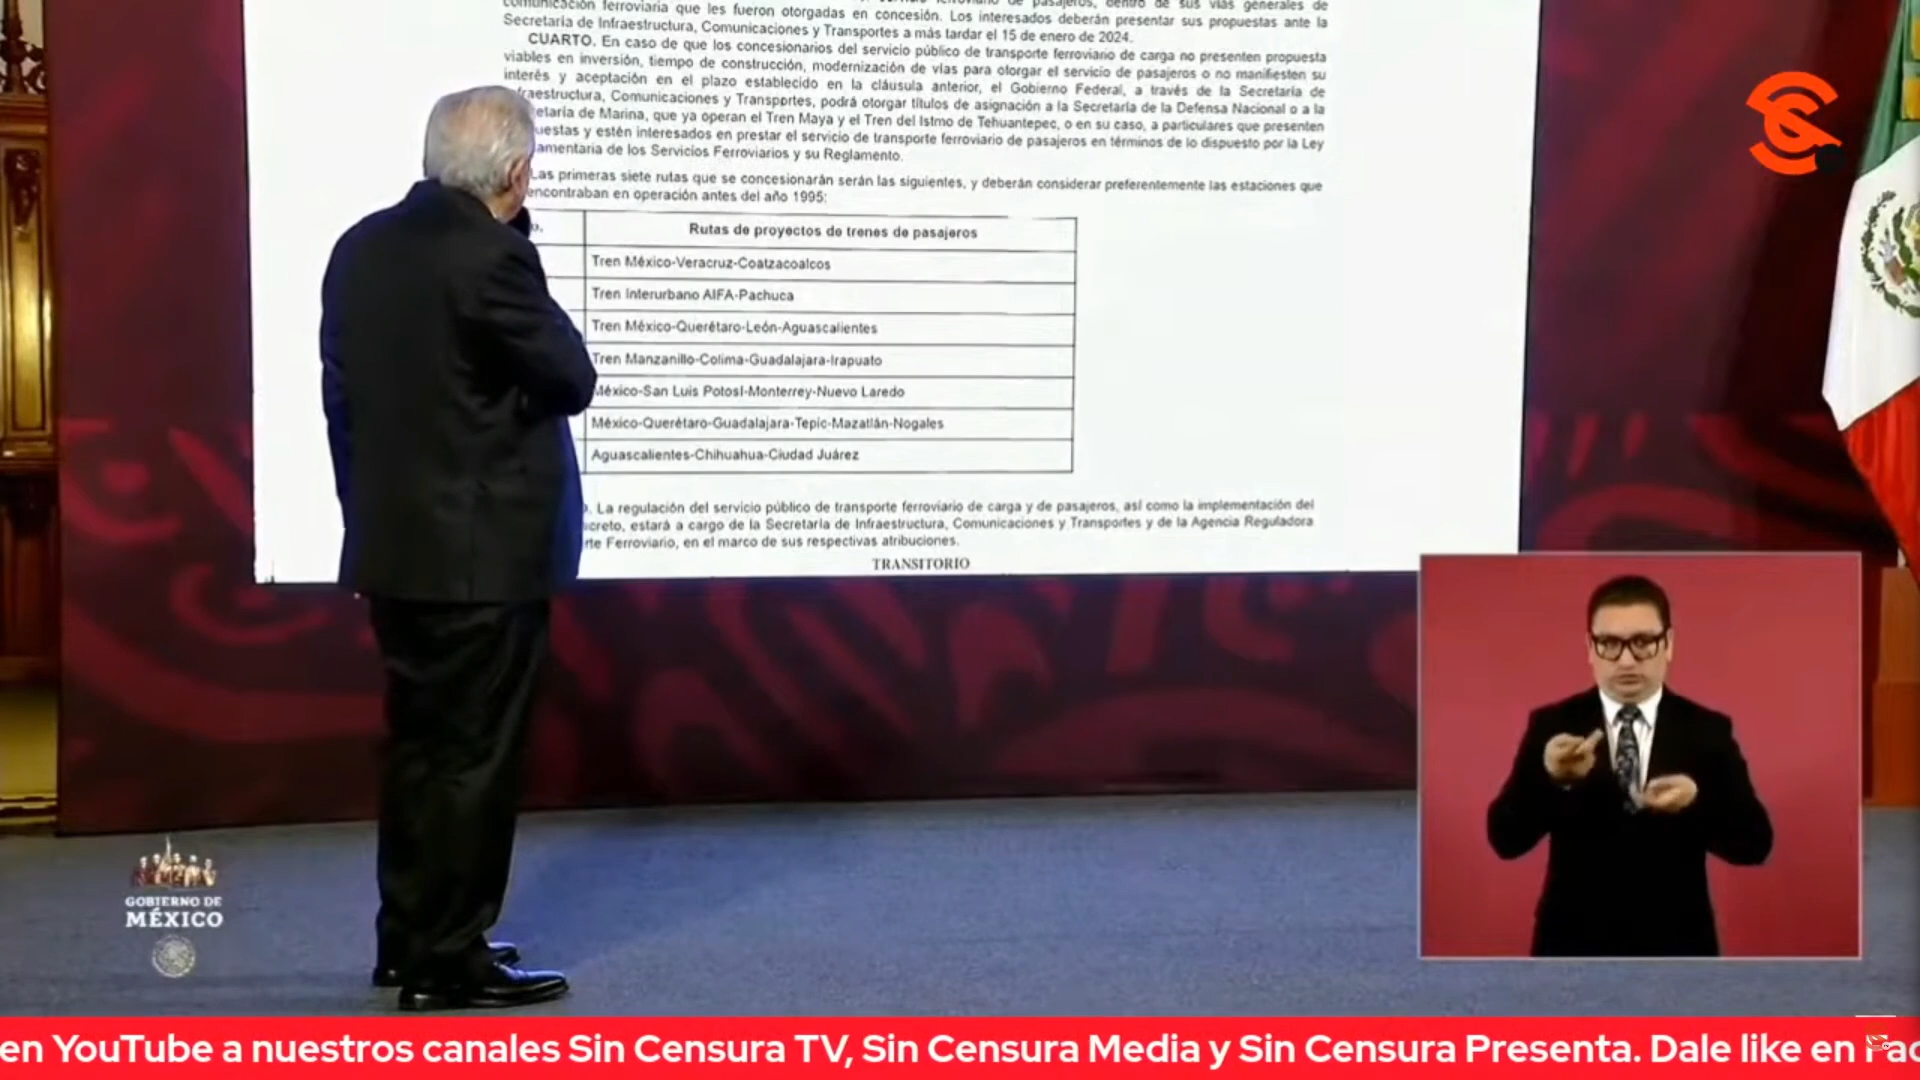 comunicación ferroviaria que les fueron otorgadas en concesión. Los interesados deberán presentar sus propuestas ante la
Secretaría de Infraestructura, Comunicaciones y Transportes a más tardar el 15 de enero de 2024.
CUARTO. En caso de que los concesionarios del servicio público de transporte ferroviario de carga no presenten propuesta
viables en inversión, tiempo de construcción, modernización de vías para otorgar el servicio de pasajeros o no manifiesten su
interés y aceptación en el plazo establecido en la cláusula anterior, el Gobierno Federal, a través de la Secretaría de
fraestructura, Comunicaciones y Transportes, podrá otorgar títulos de asignación a la Secretaría de la Defensa Nacional o a la
etaría de Marina, que ya operan el Tren Maya y el Tren del Istmo de Tehuantepec, o en su caso, a particulares que presenten
uestas y estén interesados en prestar el servicio de transporte ferroviario de pasajeros en términos de lo dispuesto por la Ley
amentaria de los Servicios Ferroviarios y su Reglamento.
Las primeras siete rutas que se concesionarán serán las siguientes, y deberán considerar preferentemente las estaciones que
encontraban en operación antes del año 1995:
o. Rutas de proyectos de trenes de pasajeros
Tren México-Veracruz-Coatzacoalcos
Tren Interurbano AIFA-Pachuca
Tren México-Querétaro-León-Aguascalientes
Tren Manzanillo-Colima-Guadalajara-Irapuato
México-San Luis Potosí-Monterrey-Nuevo Laredo
México-Querétaro-Guadalajara-Tepic-Mazatlán-Nogales
Aguascalientes-Chihuahua-Ciudad Juárez
. La regulación del servicio público de transporte ferroviario de carga y de pasajeros, así como la implementación del
creto, estará a cargo de la Secretaría de Infraestructura, Comunicaciones y Transportes y de la Agencia Reguladora
rte Ferroviario, en el marco de sus respectivas atribuciones.
TRANSITORIO
GOBIERNO DE
MÉXICO
en YouTube a nuestros canales Sin Censura TV, Sin Censura Media y Sin Censura Presenta. Dale like en